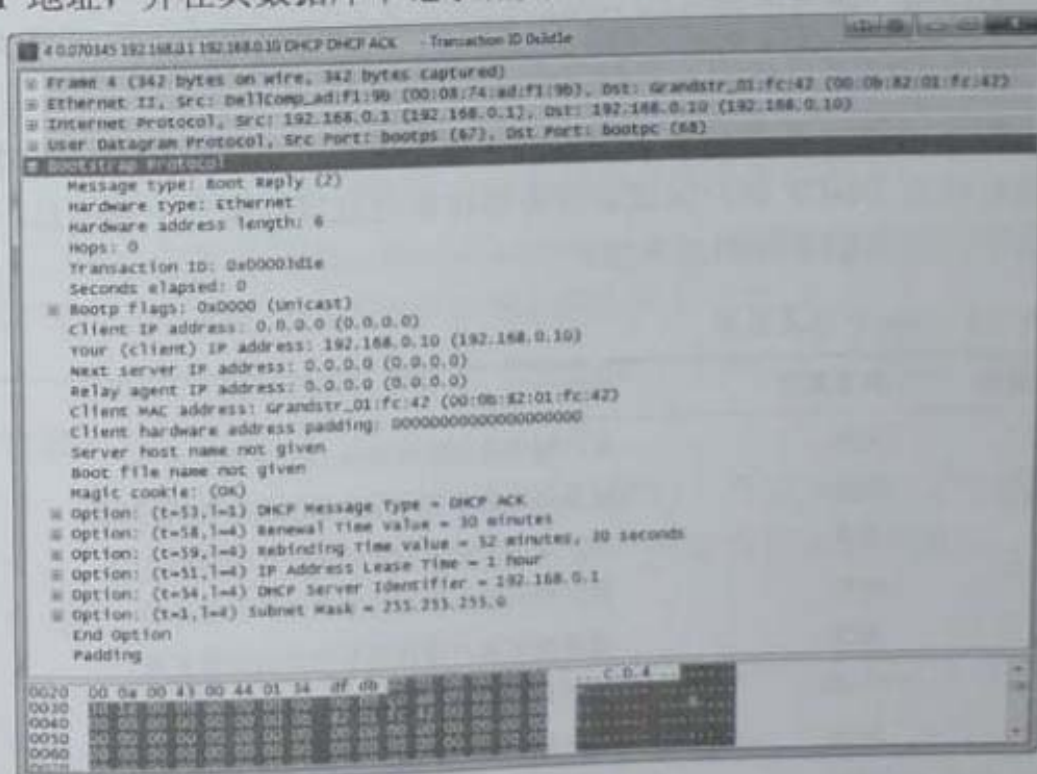 地址，并在其数据库中
4 0.070345 192.168.0.1 192.168.0.10 DHCP DHCP ACK - Transaction ID 0x3d1e
Frame 4 (342 bytes on wire, 342 bytes captured)
Ethernet II, Src: DellComp_ad:f1:9b (00:08:74:ad:f1:9b), Dst: Grandstr_01:fc:42 (00:0b:82:01:fc:42)
Internet Protocol, Src: 192.168.0.1 (192.168.0.1), Dst: 192.168.0.10 (192.168.0.10)
User Datagram Protocol, Src Port: bootps (67), Dst Port: bootpc (68)
Bootstrap Protocol
Message type: Boot Reply (2)
Hardware type: Ethernet
Hardware address length: 6
Hops: 0
Transaction ID: 0x00003d1e
Seconds elapsed: 0
Bootp flags: 0x0000 (Unicast)
Client IP address: 0.0.0.0 (0.0.0.0)
Your (client) IP address: 192.168.0.10 (192.168.0.10)
Next server IP address: 0.0.0.0 (0.0.0.0)
Relay agent IP address: 0.0.0.0 (0.0.0.0)
Client MAC address: Grandstr_01:fc:42 (00:0b:82:01:fc:42)
Client hardware address padding: 00000000000000000000
Server host name not given
Boot file name not given
Magic cookie: (OK)
Option: (t=53,l=1) DHCP Message Type = DHCP ACK
Option: (t=58,l=4) Renewal Time Value = 30 minutes
Option: (t=59,l=4) Rebinding Time Value = 52 minutes, 30 seconds
Option: (t=51,l=4) IP Address Lease Time = 1 hour
Option: (t=54,l=4) DHCP Server Identifier = 192.168.0.1
Option: (t=1,l=4) Subnet Mask = 255.255.255.0
End Option
Padding
0020 00 0a 00 43 00 44 01 34 df db
0030
0040
0050
0060